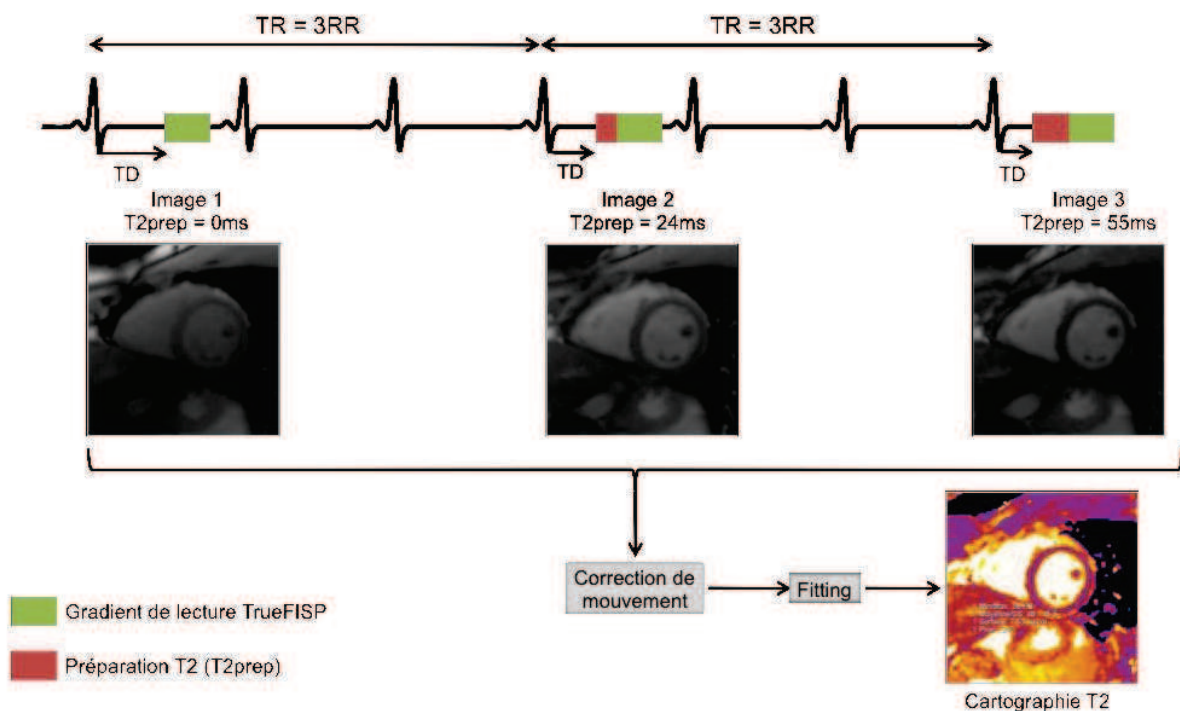 TR = 3RR
TR = 3RR
TD
TD
TD
Image 1
T2prep = 0ms
Image 2
T2prep = 24ms
Image 3
T2prep = 55ms
Correction de
mouvement
Fitting
Gradient de lecture TrueFISP
Préparation T2 (T2prep)
Cartographie T2